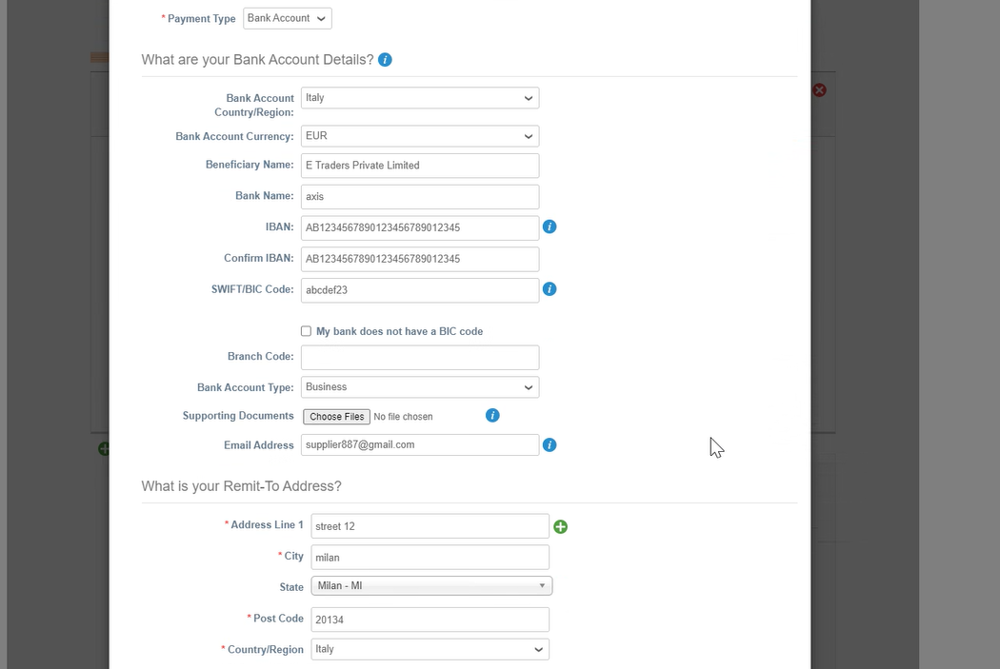 * Payment Type Bank Account
What are your Bank Account Details? i
Bank Account Country/Region: Italy
Bank Account Currency: EUR
Beneficiary Name: E Traders Private Limited
Bank Name: axis
IBAN: AB1234567890123456789012345 i
Confirm IBAN: AB1234567890123456789012345
SWIFT/BIC Code: abcdef23 i
My bank does not have a BIC code
Branch Code:
Bank Account Type: Business
Supporting Documents Choose Files No file chosen i
Email Address supplier887@gmail.com i
What is your Remit-To Address?
* Address Line 1 street 12
* City milan
State Milan - MI
* Post Code 20134
* Country/Region Italy